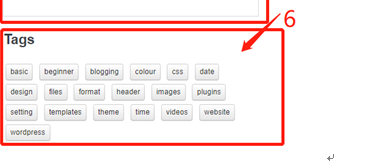 6
Tags
basic beginner blogging colour css date
design files format header images plugins
setting templates theme time videos website
wordpress